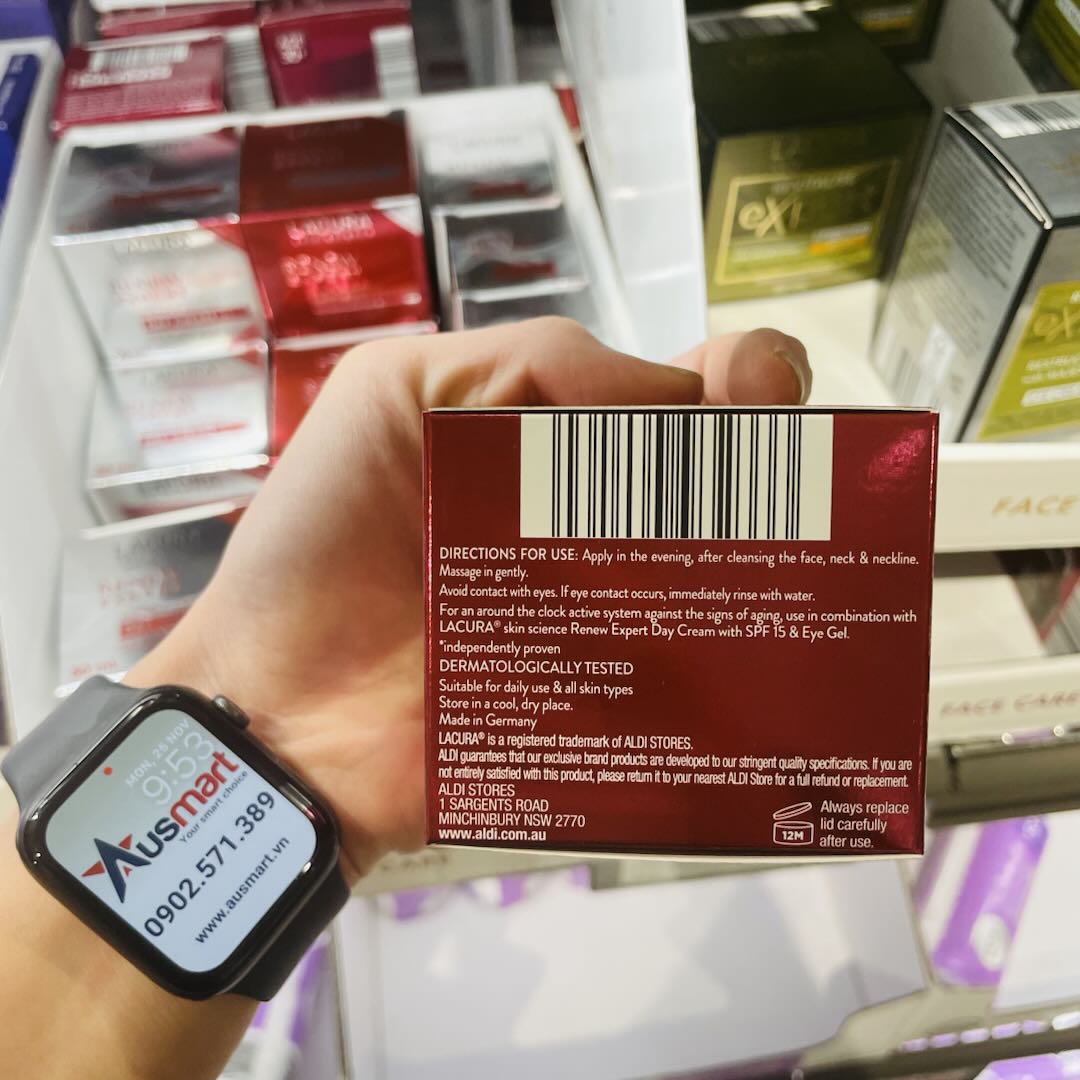 LACURA
LACURA
FACE
FACE CARE
DIRECTIONS FOR USE: Apply in the evening, after cleansing the face, neck & neckline.
Massage in gently.
Avoid contact with eyes. If eye contact occurs, immediately rinse with water.
For an around the clock active system against the signs of aging, use in combination with
LACURA® skin science Renew Expert Day Cream with SPF 15 & Eye Gel.
*independently proven
DERMATOLOGICALLY TESTED
Suitable for daily use & all skin types
Store in a cool, dry place.
Made in Germany
LACURA® is a registered trademark of ALDI STORES.
ALDI guarantees that our exclusive brand products are developed to our stringent quality specifications. If you are
not entirely satisfied with this product, please return it to your nearest ALDI Store for a full refund or replacement.
ALDI STORES
1 SARGENTS ROAD
MINCHINBURY NSW 2770
www.aldi.com.au
12M
Always replace
lid carefully
after use.
MON, 25 NOV
9:53
Ausmart
Your smart choice
0902.571.389
www.ausmart.vn